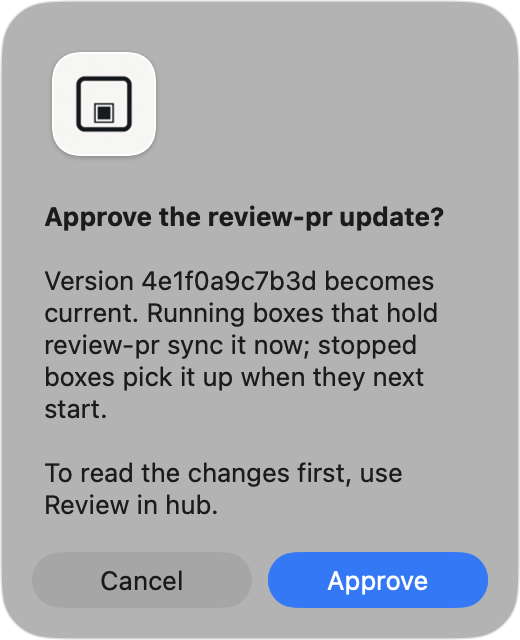 Approve the review-pr update?
Version 4e1f0a9c7b3d becomes
current. Running boxes that hold
review-pr sync it now; stopped
boxes pick it up when they next
start.
To read the changes first, use
Review in hub.
Cancel
Approve